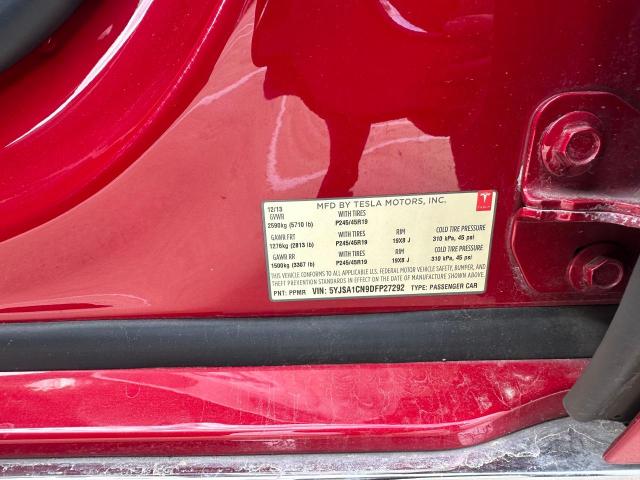 12/13 MFD BY TESLA MOTORS, INC.
GVWR WITH TIRES
2590kg (5710 lb) P245/45R19
GAWR FRT WITH TIRES RIM COLD TIRE PRESSURE
1276kg (2813 lb) P245/45R19 19X8 J 310 kPa, 45 psi
GAWR RR WITH TIRES RIM COLD TIRE PRESSURE
1500kg (3307 lb) P245/45R19 19X8 J 310 kPa, 45 psi
THIS VEHICLE CONFORMS TO ALL APPLICABLE U.S. FEDERAL MOTOR VEHICLE SAFETY, BUMPER, AND
THEFT PREVENTION STANDARDS IN EFFECT ON THE DATE OF MANUFACTURE SHOWN ABOVE.
PNT: PPMR VIN: 5YJSA1CN9DFP27292 TYPE: PASSENGER CAR